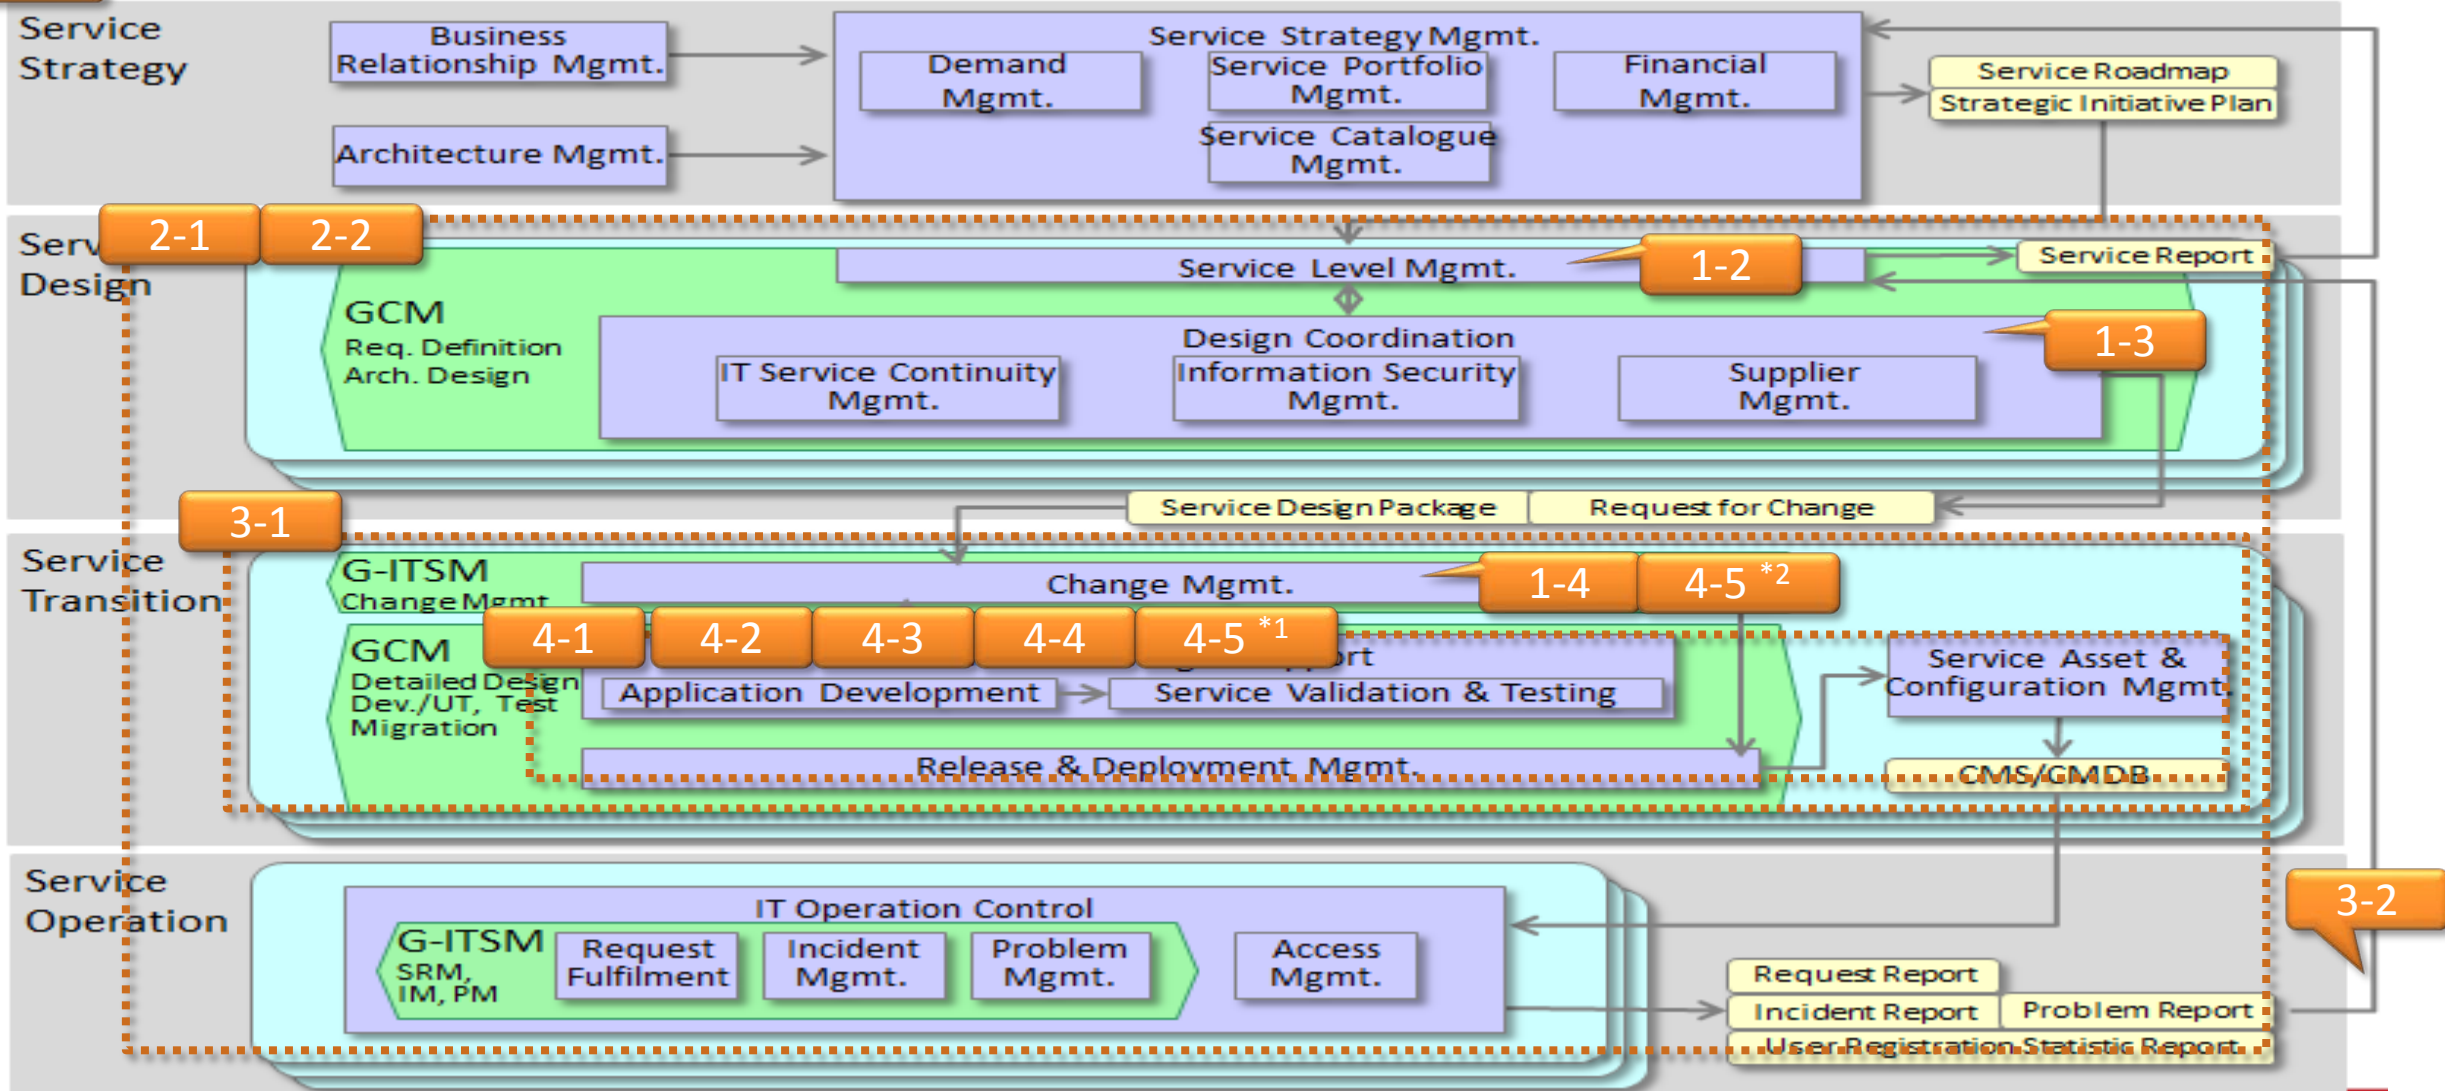 Service
Strategy
Business
Relationship Mgmt.
Architecture Mgmt.
Service Strategy Mgmt.
Demand
Mgmt.
Service Portfolio
Mgmt.
Financial
Mgmt.
Service Catalogue
Mgmt.
Service Roadmap
Strategic Initiative Plan
2-1
2-2
Design
Service Level Mgmt.
1-2
Service Report
GCM
Req. Definition
Arch. Design
Design Coordination
1-3
IT Service Continuity
Mgmt.
Information Security
Mgmt.
Supplier
Mgmt.
Service Design Package
Request for Change
3-1
Service
Transition
G-ITSM
Change Mgmt
Change Mgmt.
1-4
4-5 *2
4-1
4-2
4-3
4-4
4-5 *1
GCM
Detailed Design
Dev./UT, Test
Migration
Application Development
Service Validation & Testing
Release & Deployment Mgmt.
Service Asset &
Configuration Mgmt.
CMS/CMDB
Service
Operation
IT Operation Control
G-ITSM
SRM,
IM, PM
Request
Fulfilment
Incident
Mgmt.
Problem
Mgmt.
Access
Mgmt.
3-2
Request Report
Incident Report
Problem Report
User Registration Statistic Report